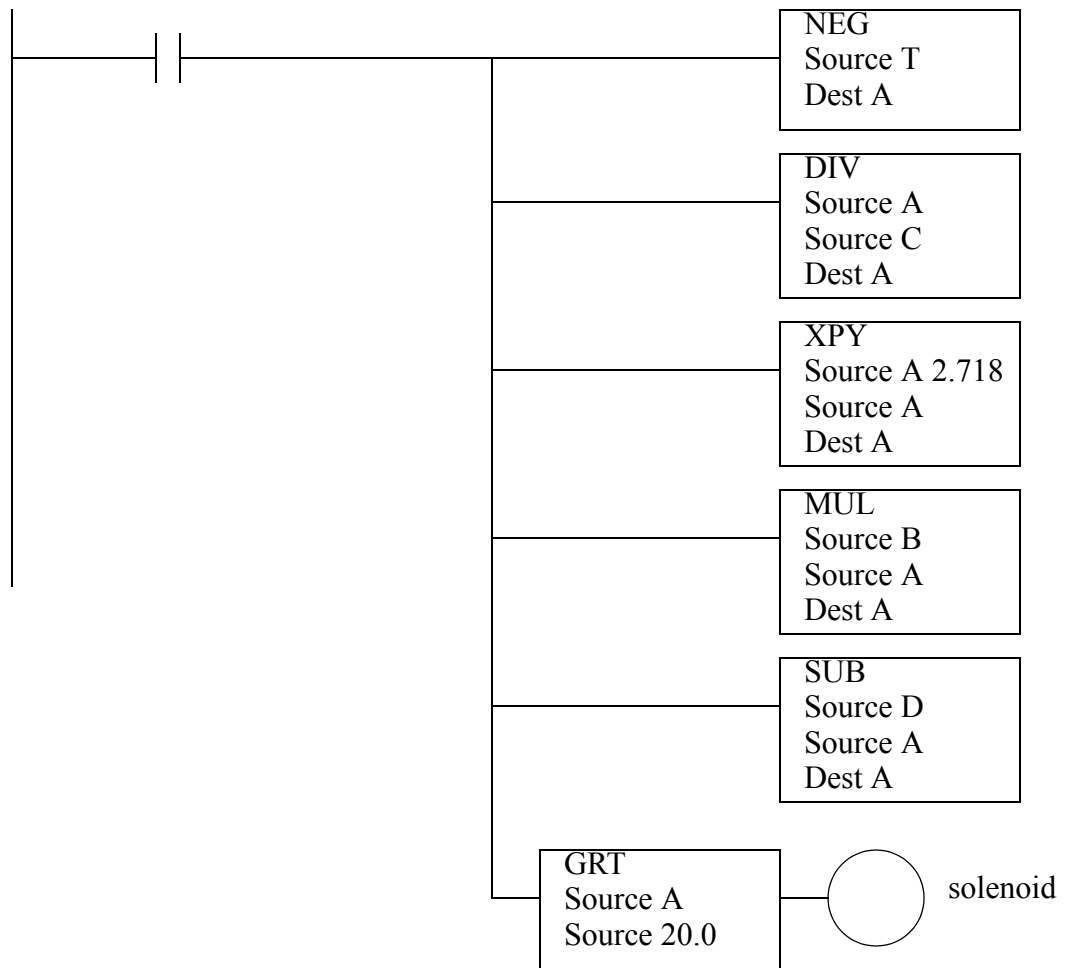 NEG
Source T
Dest A
DIV
Source A
Source C
Dest A
XPY
Source A 2.718
Source A
Dest A
MUL
Source B
Source A
Dest A
SUB
Source D
Source A
Dest A
GRT
Source A
Source 20.0
solenoid